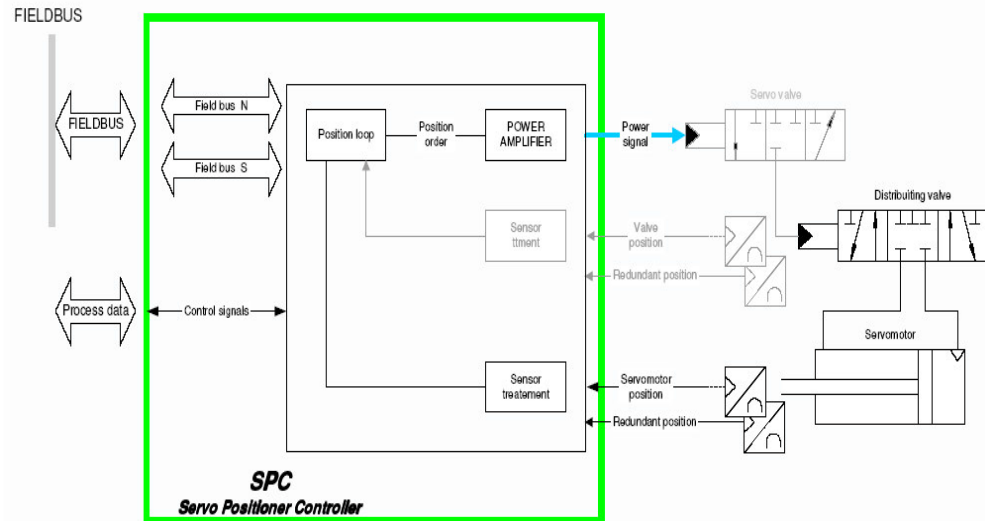 FIELDBUS
Field bus N
FIELDBUS
Field bus S
Position loop
Position
order
POWER
AMPLIFIER
Power
signal
Servo valve
Distribuiting valve
Sensor
ttment
Valve
position
Redundant position
Process data
Control signals
Servomotor
Sensor
treatement
Servomotor
position
Redundant position
SPC
Servo Positioner Controller